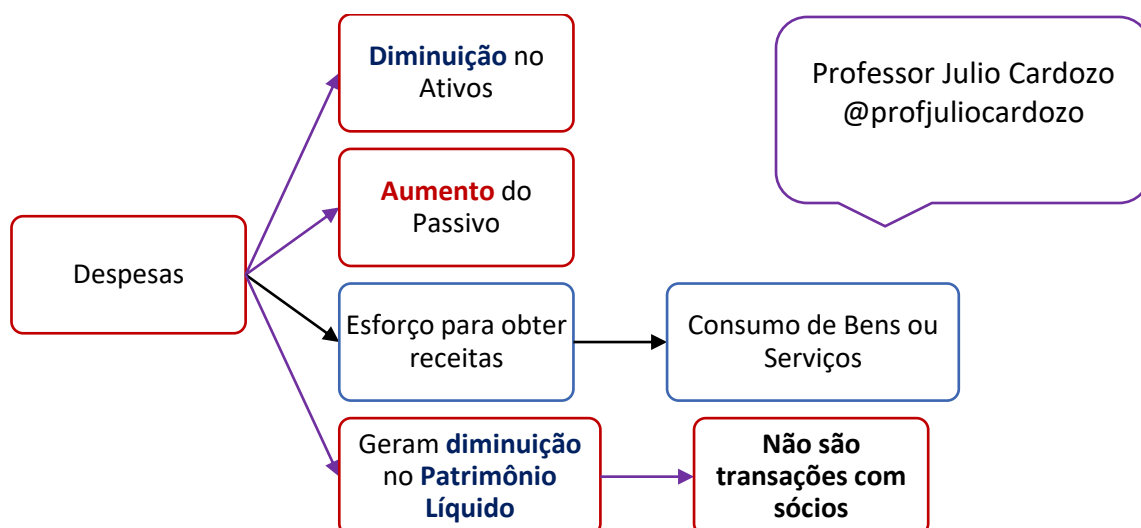 Diminuição no
Ativos
Professor Julio Cardozo
@profjuliocardozo
Aumento do
Passivo
Despesas
Esforço para obter
receitas
Consumo de Bens ou
Serviços
Geram diminuição
no Patrimônio
Líquido
Não são
transações com
sócios